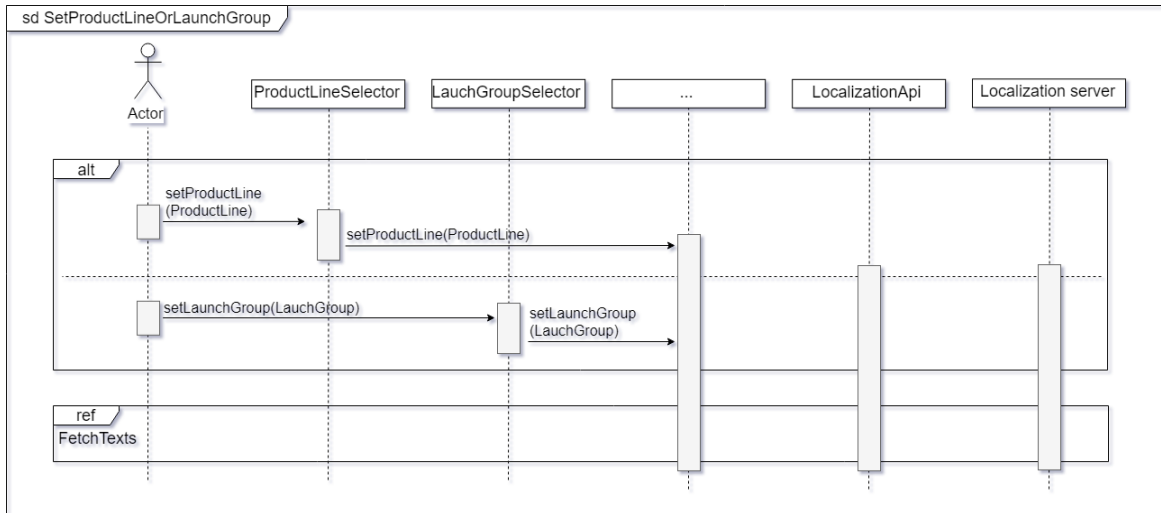 sd SetProductLineOrLaunchGroup
Actor
ProductLineSelector
LauchGroupSelector
...
LocalizationApi
Localization server
alt
setProductLine
(ProductLine)
setProductLine(ProductLine)
setLaunchGroup(LauchGroup)
setLaunchGroup
(LauchGroup)
ref
FetchTexts